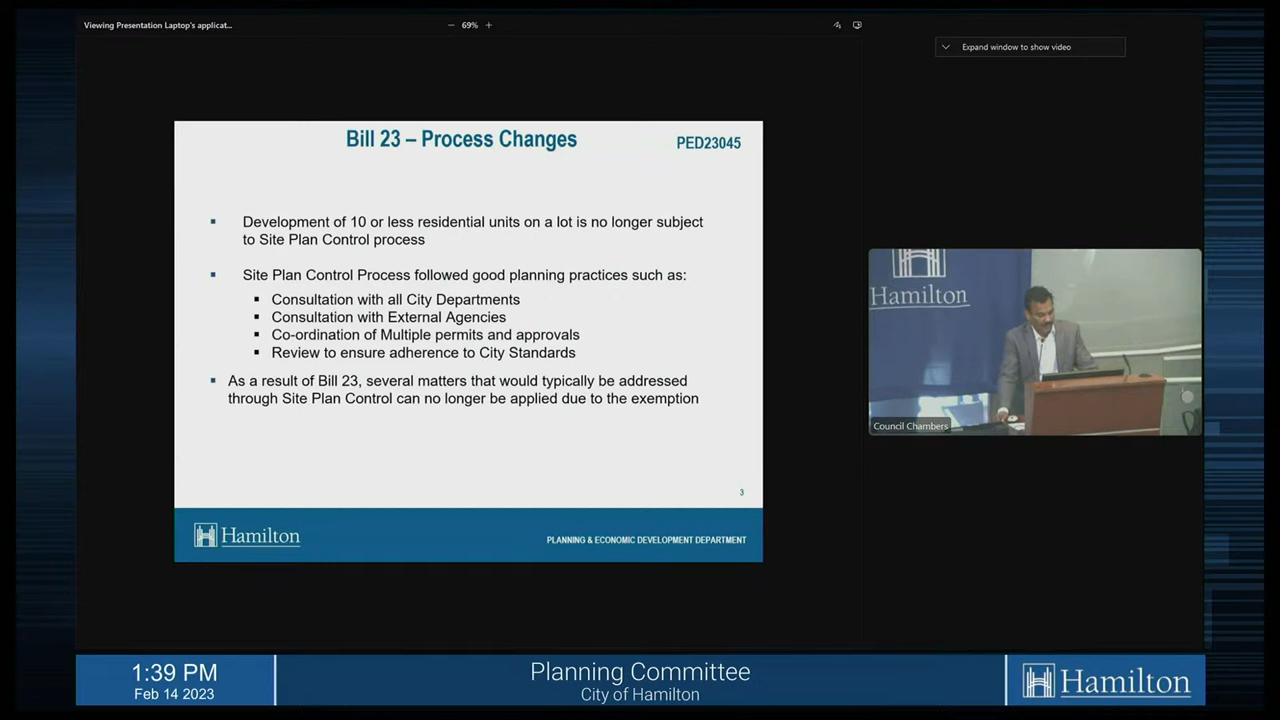 Viewing Presentation Laptop's applicat...
69%
Expand window to show video
Bill 23 – Process Changes
PED23045
Development of 10 or less residential units on a lot is no longer subject
to Site Plan Control process
Site Plan Control Process followed good planning practices such as:
Consultation with all City Departments
Consultation with External Agencies
Co-ordination of Multiple permits and approvals
Review to ensure adherence to City Standards
As a result of Bill 23, several matters that would typically be addressed
through Site Plan Control can no longer be applied due to the exemption
3
Hamilton
PLANNING & ECONOMIC DEVELOPMENT DEPARTMENT
Hamilton
Council Chambers
1:39 PM
Feb 14 2023
Planning Committee
City of Hamilton
Hamilton